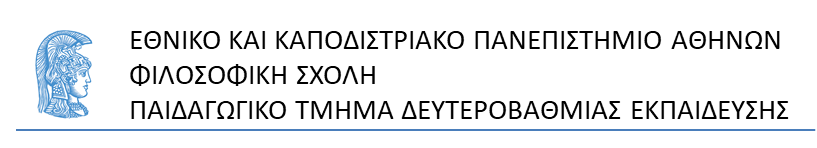 ΕΘΝΙΚΟ ΚΑΙ ΚΑΠΟΔΙΣΤΡΙΑΚΟ ΠΑΝΕΠΙΣΤΗΜΙΟ ΑΘΗΝΩΝ
ΦΙΛΟΣΟΦΙΚΗ ΣΧΟΛΗ
ΠΑΙΔΑΓΩΓΙΚΟ ΤΜΗΜΑ ΔΕΥΤΕΡΟΒΑΘΜΙΑΣ ΕΚΠΑΙΔΕΥΣΗΣ